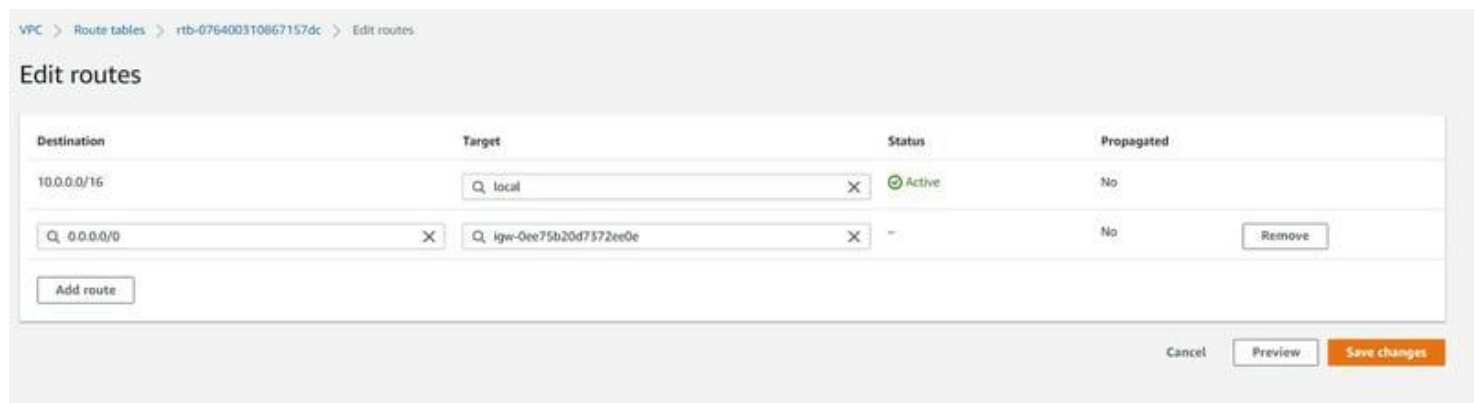 VPC > Route tables > rtb-076400310867157dc > Edit routes
Edit routes
Destination Target Status Propagated
10.0.0.0/16 local Active No
0.0.0.0/0 igw-0ee75b20d7372ee0e – No Remove
Add route
Cancel Preview Save changes